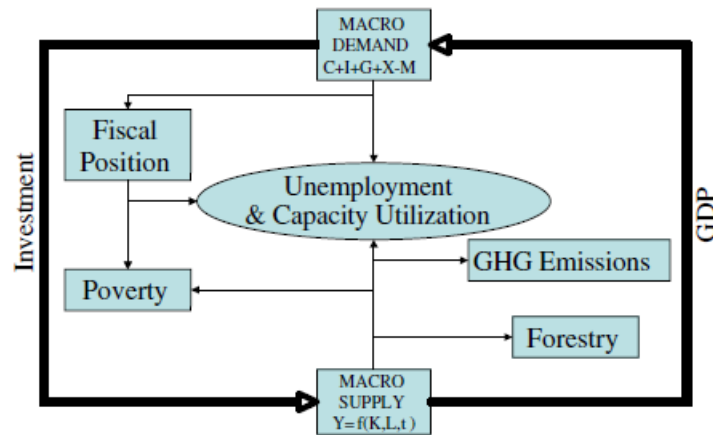 MACRO
DEMAND
C+I+G+X-M
Fiscal
Position
Investment
GDP
Unemployment
& Capacity Utilization
GHG Emissions
Poverty
Forestry
MACRO
SUPPLY
Y=f(K,L,t)